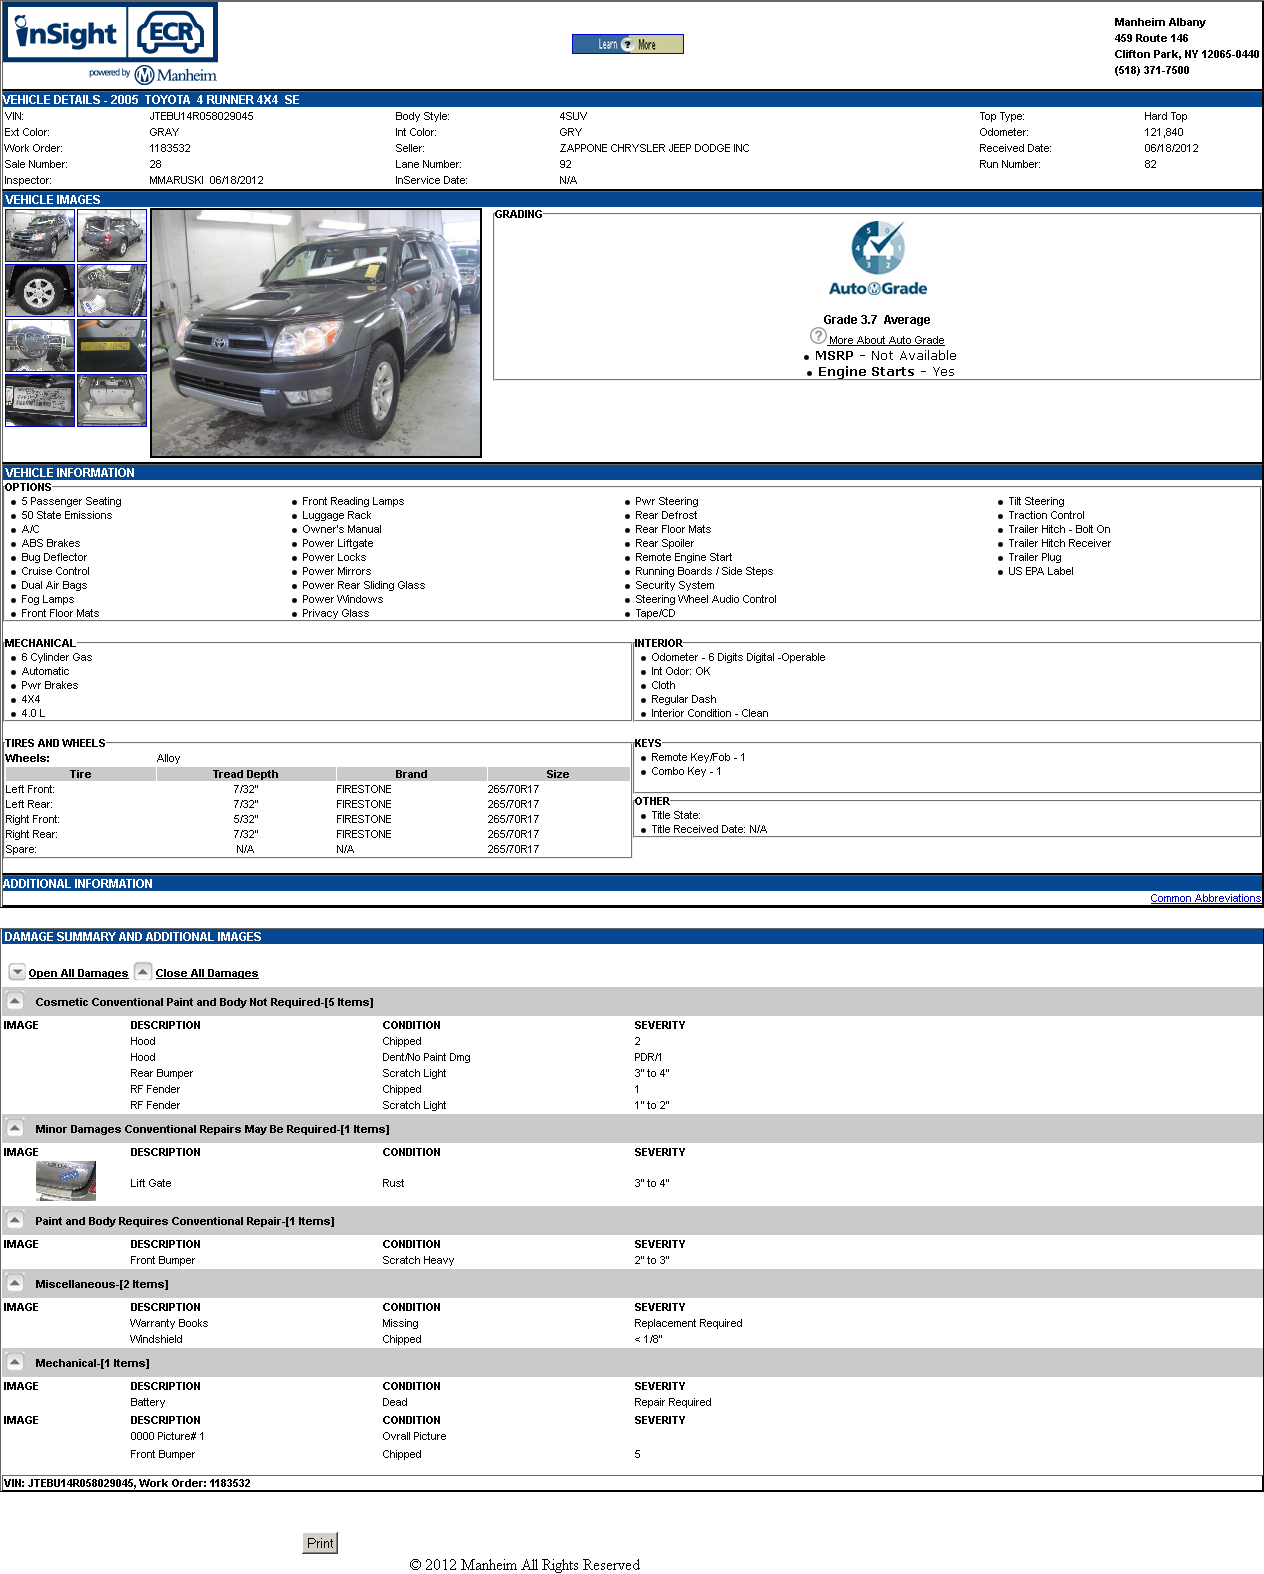 inSight ECR
powered by Manheim
Learn ? More
Manheim Albany
459 Route 146
Clifton Park, NY 12065-0440
(518) 371-7500
VEHICLE DETAILS - 2005 TOYOTA 4 RUNNER 4X4 SE
VIN: JTEBU14R058029045 Body Style: 4SUV Top Type: Hard Top
Ext Color: GRAY Int Color: GRY Odometer: 121,840
Work Order: 1183532 Seller: ZAPPONE CHRYSLER JEEP DODGE INC Received Date: 06/18/2012
Sale Number: 28 Lane Number: 92 Run Number: 82
Inspector: MMARUSKI 06/18/2012 InService Date: N/A
VEHICLE IMAGES
GRADING
5 0
4 1
3 2
Auto Grade
Grade 3.7 Average
? More About Auto Grade
MSRP - Not Available
Engine Starts - Yes
VEHICLE INFORMATION
OPTIONS
5 Passenger Seating Front Reading Lamps Pwr Steering Tilt Steering
50 State Emissions Luggage Rack Rear Defrost Traction Control
A/C Owner's Manual Rear Floor Mats Trailer Hitch - Bolt On
ABS Brakes Power Liftgate Rear Spoiler Trailer Hitch Receiver
Bug Deflector Power Locks Remote Engine Start Trailer Plug
Cruise Control Power Mirrors Running Boards / Side Steps US EPA Label
Dual Air Bags Power Rear Sliding Glass Security System
Fog Lamps Power Windows Steering Wheel Audio Control
Front Floor Mats Privacy Glass Tape/CD
MECHANICAL
6 Cylinder Gas
Automatic
Pwr Brakes
4X4
4.0 L
INTERIOR
Odometer - 6 Digits Digital -Operable
Int Odor: OK
Cloth
Regular Dash
Interior Condition - Clean
TIRES AND WHEELS
Wheels: Alloy
Tire Tread Depth Brand Size
Left Front: 7/32" FIRESTONE 265/70R17
Left Rear: 7/32" FIRESTONE 265/70R17
Right Front: 5/32" FIRESTONE 265/70R17
Right Rear: 7/32" FIRESTONE 265/70R17
Spare: N/A N/A 265/70R17
KEYS
Remote Key/Fob - 1
Combo Key - 1
OTHER
Title State:
Title Received Date: N/A
ADDITIONAL INFORMATION
Common Abbreviations
DAMAGE SUMMARY AND ADDITIONAL IMAGES
Open All Damages Close All Damages
Cosmetic Conventional Paint and Body Not Required-[5 Items]
IMAGE DESCRIPTION CONDITION SEVERITY
Hood Chipped 2
Hood Dent/No Paint Dmg PDR/1
Rear Bumper Scratch Light 3" to 4"
RF Fender Chipped 1
RF Fender Scratch Light 1" to 2"
Minor Damages Conventional Repairs May Be Required-[1 Items]
IMAGE DESCRIPTION CONDITION SEVERITY
Lift Gate Rust 3" to 4"
Paint and Body Requires Conventional Repair-[1 Items]
IMAGE DESCRIPTION CONDITION SEVERITY
Front Bumper Scratch Heavy 2" to 3"
Miscellaneous-[2 Items]
IMAGE DESCRIPTION CONDITION SEVERITY
Warranty Books Missing Replacement Required
Windshield Chipped < 1/8"
Mechanical-[1 Items]
IMAGE DESCRIPTION CONDITION SEVERITY
Battery Dead Repair Required
IMAGE DESCRIPTION CONDITION SEVERITY
0000 Picture# 1 Ovrall Picture
Front Bumper Chipped 5
VIN: JTEBU14R058029045, Work Order: 1183532
Print
© 2012 Manheim All Rights Reserved